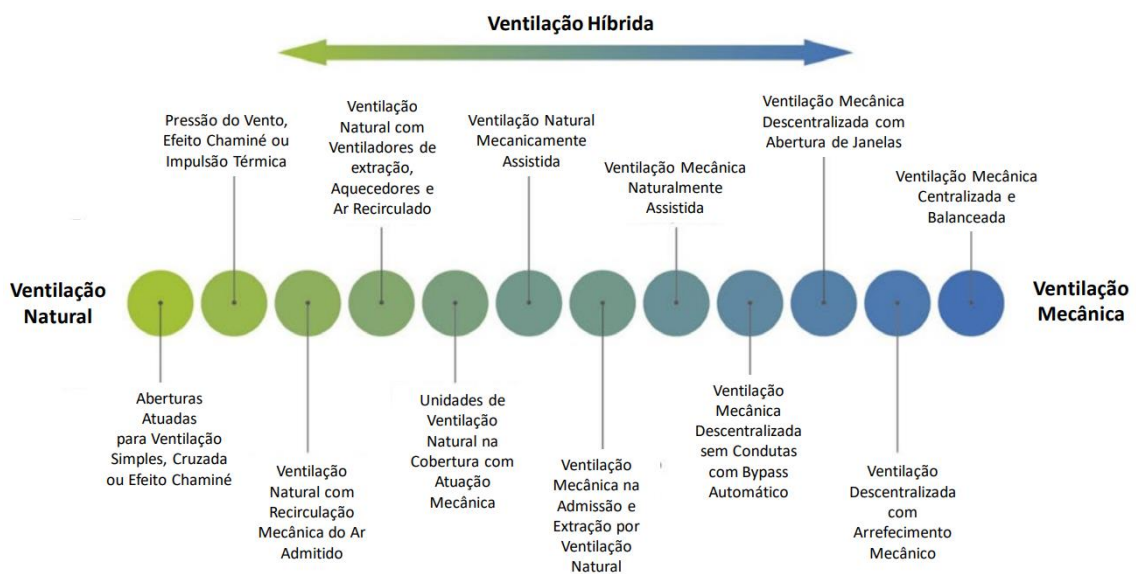 Ventilação Híbrida
Pressão do Vento,
Efeito Chaminé ou
Impulsão Térmica
Ventilação
Natural com
Ventiladores de
extração,
Aquecedores e
Ar Recirculado
Ventilação Natural
Mecanicamente
Assistida
Ventilação Mecânica
Naturalmente
Assistida
Ventilação Mecânica
Descentralizada com
Abertura de Janelas
Ventilação Mecânica
Centralizada e
Balanceada
Ventilação
Natural
Ventilação
Mecânica
Aberturas
Atuadas
para Ventilação
Simples, Cruzada
ou Efeito Chaminé
Ventilação
Natural com
Recirculação
Mecânica do Ar
Admitido
Unidades de
Ventilação
Natural na
Cobertura com
Atuação
Mecânica
Ventilação
Mecânica na
Admissão e
Extração por
Ventilação
Natural
Ventilação
Mecânica
Descentralizada
sem Condutas
com Bypass
Automático
Ventilação
Descentralizada
com
Arrefecimento
Mecânico